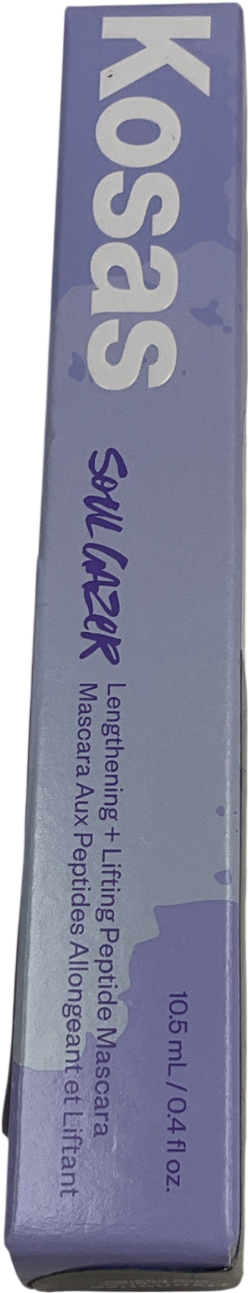 Kosas
SOUL GAZER
Lengthening + Lifting Peptide Mascara
Mascara Aux Peptides Allongeant et Liftant
10.5 mL / 0.4 fl oz.